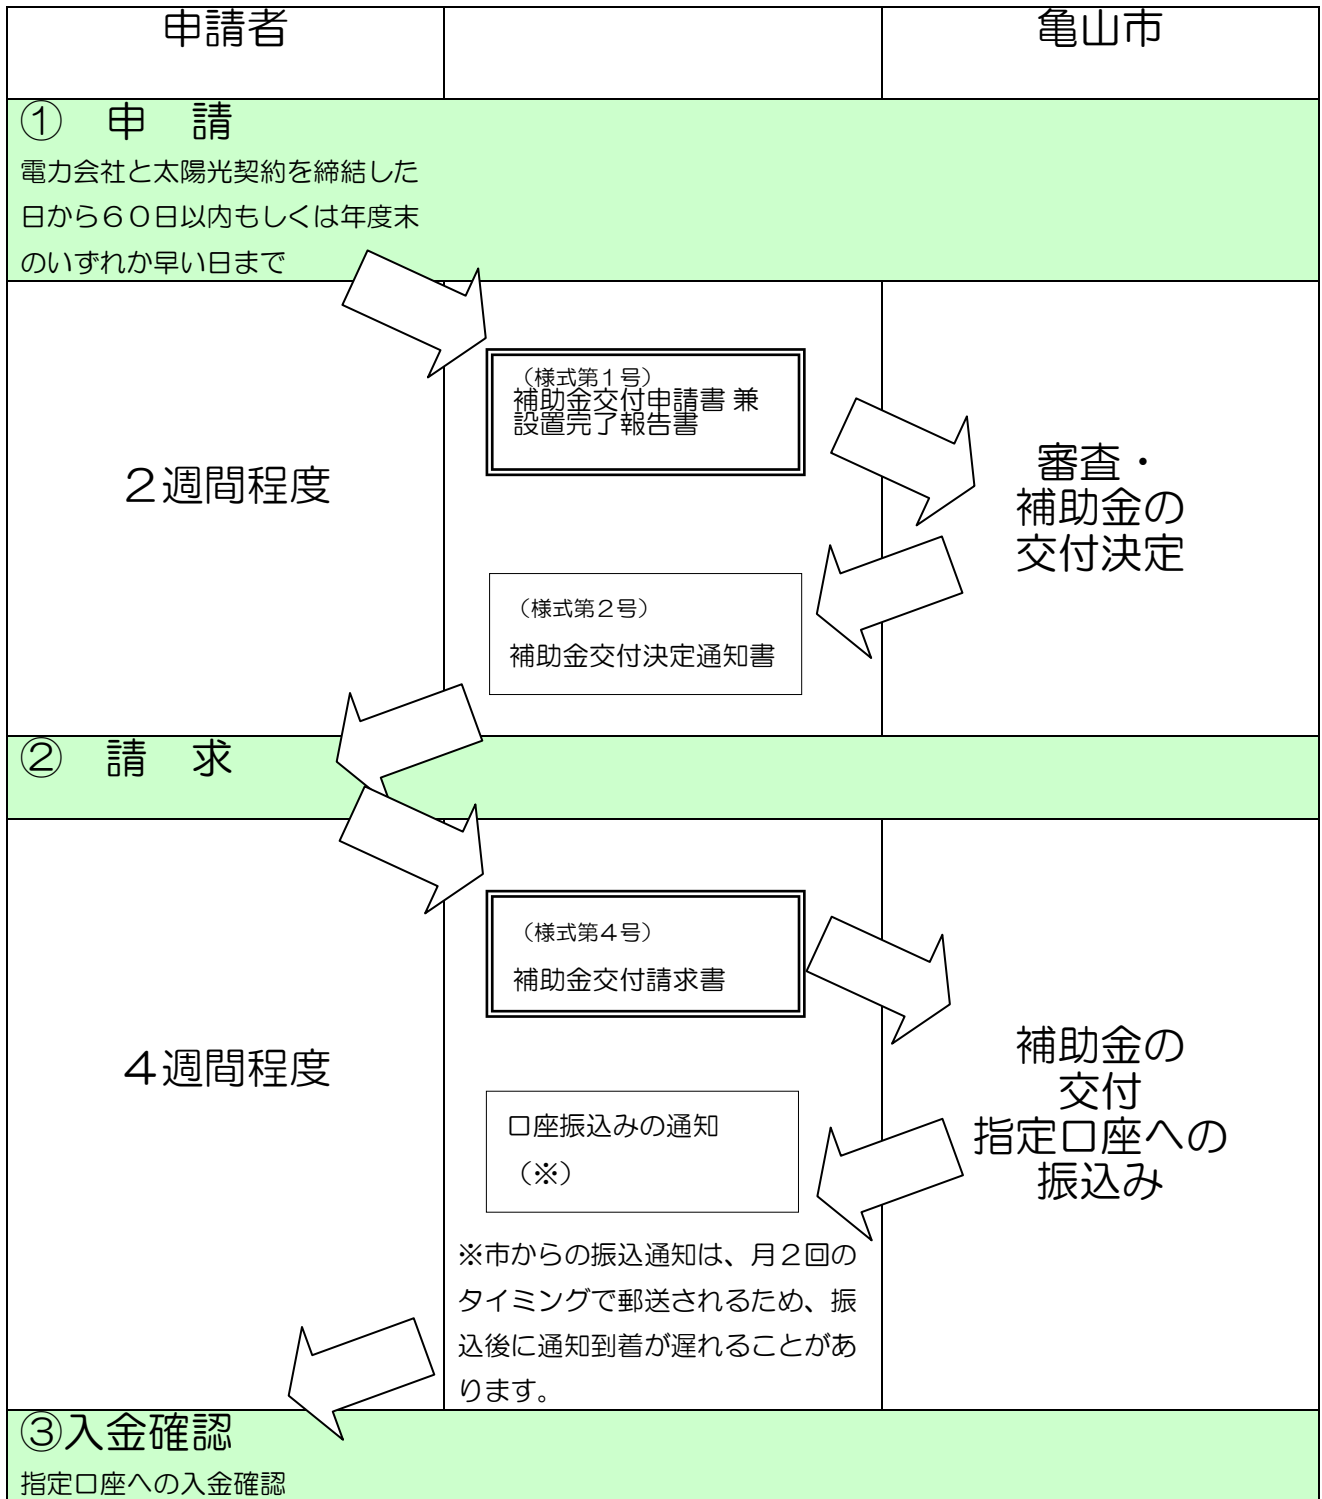 申請者
亀山市
①　申　請
電力会社と太陽光契約を締結した
日から６０日以内もしくは年度末
のいずれか早い日まで
２週間程度
（様式第１号）
補助金交付申請書 兼
設置完了報告書
審査・
補助金の
交付決定
（様式第２号）
補助金交付決定通知書
②　請　求
４週間程度
（様式第４号）
補助金交付請求書
補助金の
交付
指定口座への
振込み
口座振込みの通知
（※）
※市からの振込通知は、月２回の
タイミングで郵送されるため、振
込後に通知到着が遅れることがあ
ります。
③入金確認
指定口座への入金確認